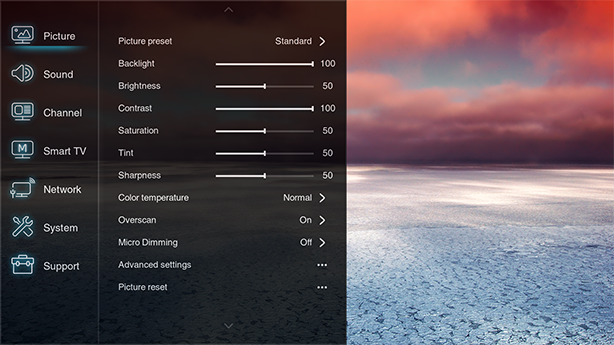 Picture
Sound
Channel
Smart TV
Network
System
Support
Picture preset Standard
Backlight 100
Brightness 50
Contrast 100
Saturation 50
Tint 50
Sharpness 50
Color temperature Normal
Overscan On
Micro Dimming Off
Advanced settings
Picture reset